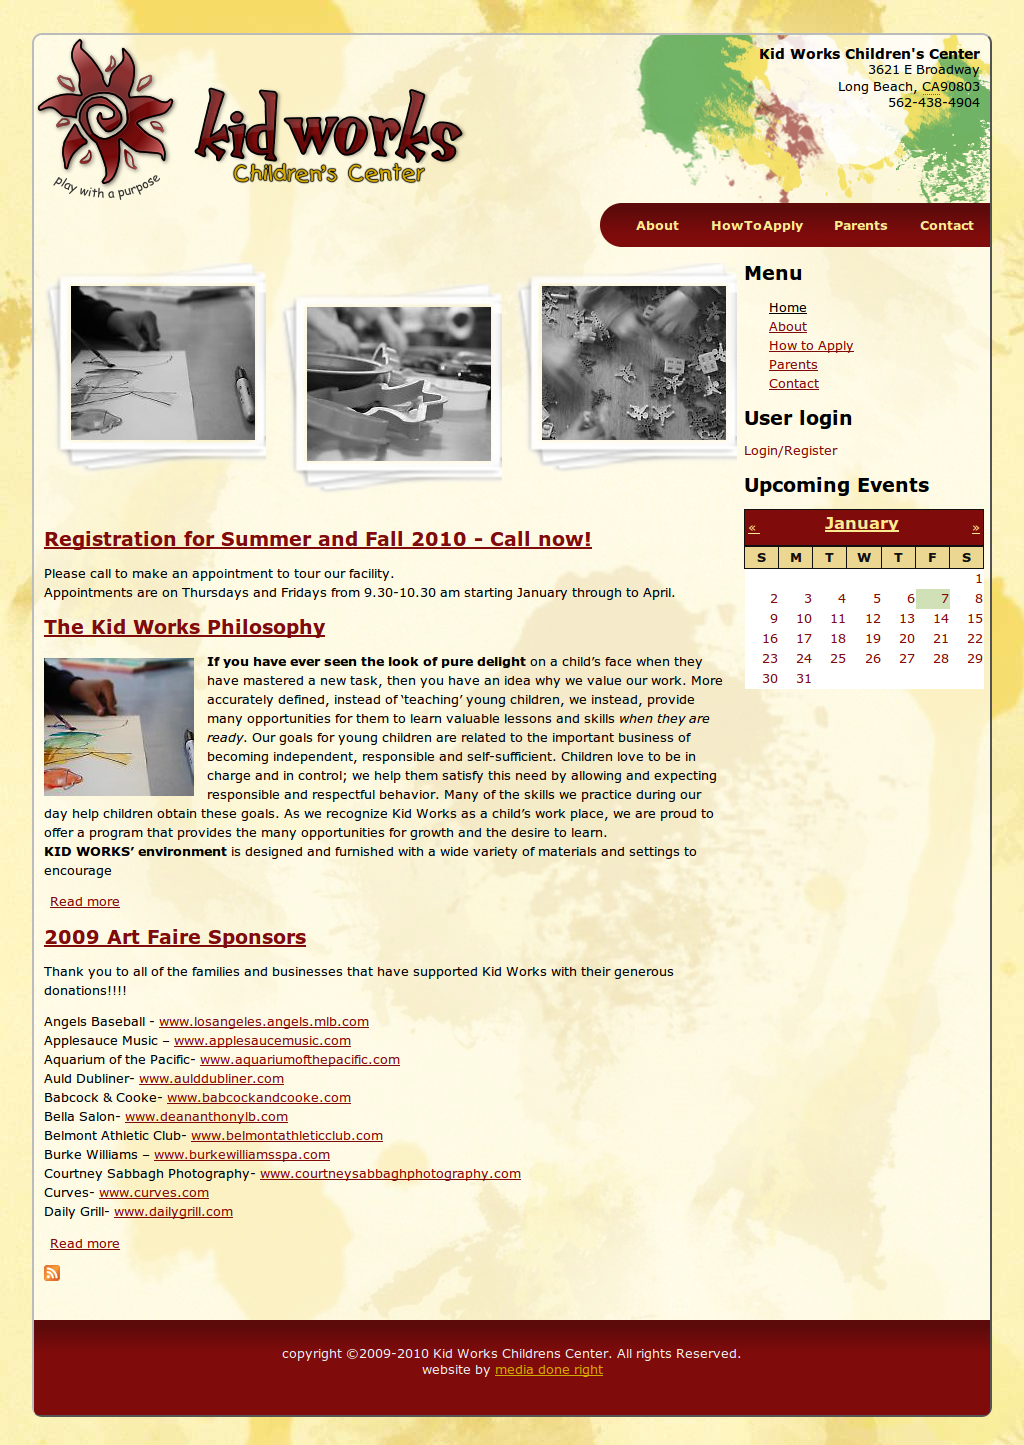 play with a purpose
kid works
Children's Center
Kid Works Children's Center
3621 E Broadway
Long Beach, CA90803
562-438-4904
About HowToApply Parents Contact
Menu
Home
About
How to Apply
Parents
Contact
User login
Login/Register
Upcoming Events
« January »
S M T W T F S
1
2 3 4 5 6 7 8
9 10 11 12 13 14 15
16 17 18 19 20 21 22
23 24 25 26 27 28 29
30 31
Registration for Summer and Fall 2010 - Call now!
Please call to make an appointment to tour our facility.
Appointments are on Thursdays and Fridays from 9.30-10.30 am starting January through to April.
The Kid Works Philosophy
If you have ever seen the look of pure delight on a child’s face when they
have mastered a new task, then you have an idea why we value our work. More
accurately defined, instead of ‘teaching’ young children, we instead, provide
many opportunities for them to learn valuable lessons and skills when they are
ready. Our goals for young children are related to the important business of
becoming independent, responsible and self-sufficient. Children love to be in
charge and in control; we help them satisfy this need by allowing and expecting
responsible and respectful behavior. Many of the skills we practice during our
day help children obtain these goals. As we recognize Kid Works as a child’s work place, we are proud to
offer a program that provides the many opportunities for growth and the desire to learn.
KID WORKS’ environment is designed and furnished with a wide variety of materials and settings to
encourage
Read more
2009 Art Faire Sponsors
Thank you to all of the families and businesses that have supported Kid Works with their generous
donations!!!!
Angels Baseball - www.losangeles.angels.mlb.com
Applesauce Music – www.applesaucemusic.com
Aquarium of the Pacific- www.aquariumofthepacific.com
Auld Dubliner- www.aulddubliner.com
Babcock & Cooke- www.babcockandcooke.com
Bella Salon- www.deananthonylb.com
Belmont Athletic Club- www.belmontathleticclub.com
Burke Williams – www.burkewilliamsspa.com
Courtney Sabbagh Photography- www.courtneysabbaghphotography.com
Curves- www.curves.com
Daily Grill- www.dailygrill.com
Read more
copyright ©2009-2010 Kid Works Childrens Center. All rights Reserved.
website by media done right